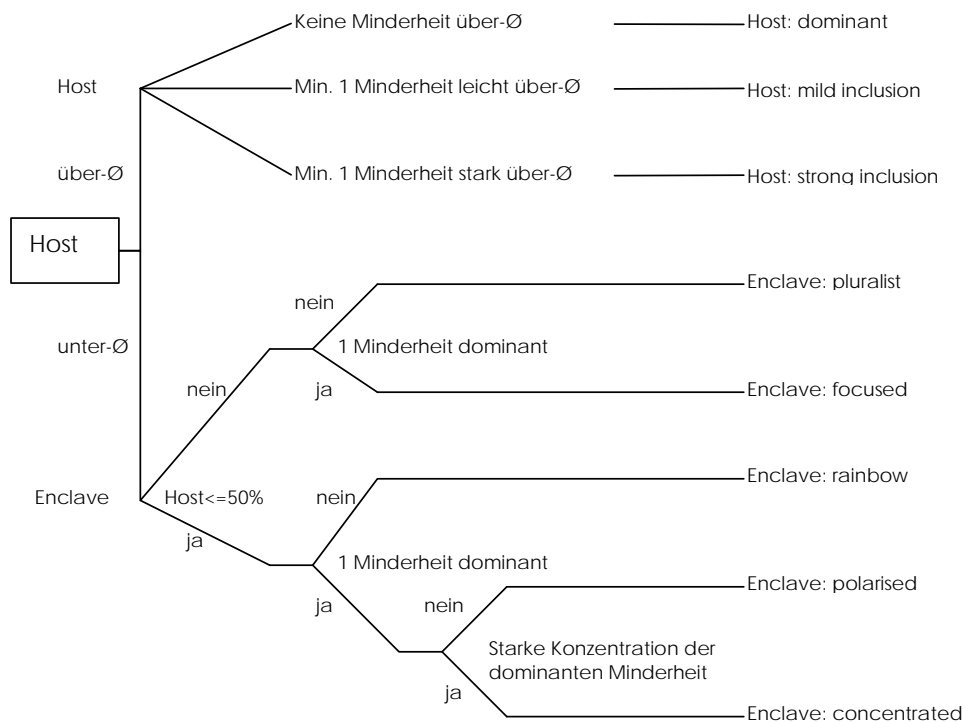 Keine Minderheit über-Ø
Host: dominant
Host
Min. 1 Minderheit leicht über-Ø
Host: mild inclusion
über-Ø
Min. 1 Minderheit stark über-Ø
Host: strong inclusion
Host
nein
Enclave: pluralist
unter-Ø
1 Minderheit dominant
nein
ja
Enclave: focused
Enclave
Host<=50%
nein
Enclave: rainbow
ja
1 Minderheit dominant
ja
nein
Enclave: polarised
Starke Konzentration der
dominanten Minderheit
ja
Enclave: concentrated